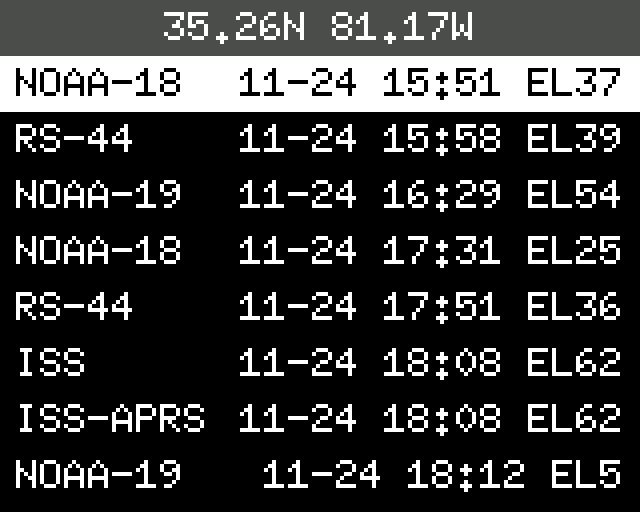 35.26N 81.17W
NOAA-18 11-24 15:51 EL37
RS-44 11-24 15:58 EL39
NOAA-19 11-24 16:29 EL54
NOAA-18 11-24 17:31 EL25
RS-44 11-24 17:51 EL36
ISS 11-24 18:08 EL62
ISS-APRS 11-24 18:08 EL62
NOAA-19 11-24 18:12 EL5